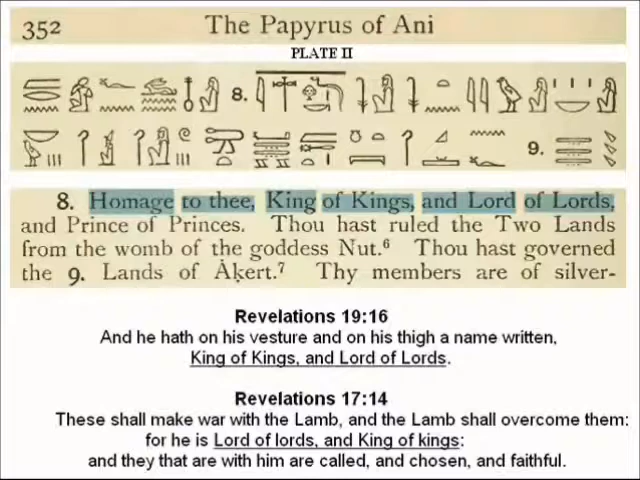 352 The Papyrus of Ani
PLATE II
8.
9.
8. Homage to thee, King of Kings, and Lord of Lords,
and Prince of Princes. Thou hast ruled the Two Lands
from the womb of the goddess Nut.⁶ Thou hast governed
the 9. Lands of Ȧḳert.⁷ Thy members are of silver-
Revelations 19:16
And he hath on his vesture and on his thigh a name written,
King of Kings, and Lord of Lords.
Revelations 17:14
These shall make war with the Lamb, and the Lamb shall overcome them:
for he is Lord of lords, and King of kings:
and they that are with him are called, and chosen, and faithful.